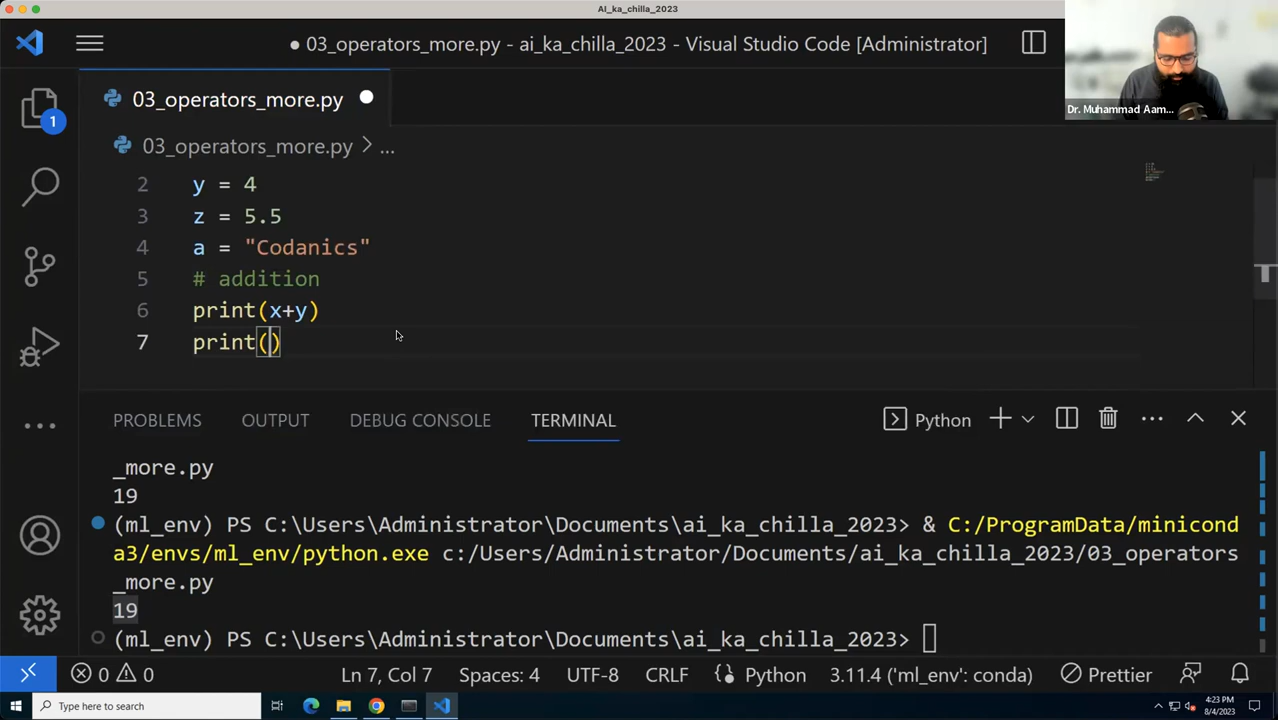 AI_ka_chilla_2023
03_operators_more.py - ai_ka_chilla_2023 - Visual Studio Code [Administrator]
Dr. Muhammad Aam...
03_operators_more.py
1
03_operators_more.py > ...
2 y = 4
3 z = 5.5
4 a = "Codanics"
5 # addition
6 print(x+y)
7 print()
PROBLEMS OUTPUT DEBUG CONSOLE TERMINAL Python
_more.py
19
(ml_env) PS C:\Users\Administrator\Documents\ai_ka_chilla_2023> & C:/ProgramData/minicond
a3/envs/ml_env/python.exe c:/Users/Administrator/Documents/ai_ka_chilla_2023/03_operators
_more.py
19
(ml_env) PS C:\Users\Administrator\Documents\ai_ka_chilla_2023>
0 0 Ln 7, Col 7 Spaces: 4 UTF-8 CRLF Python 3.11.4 ('ml_env': conda) Prettier
Type here to search
4:23 PM
8/4/2023